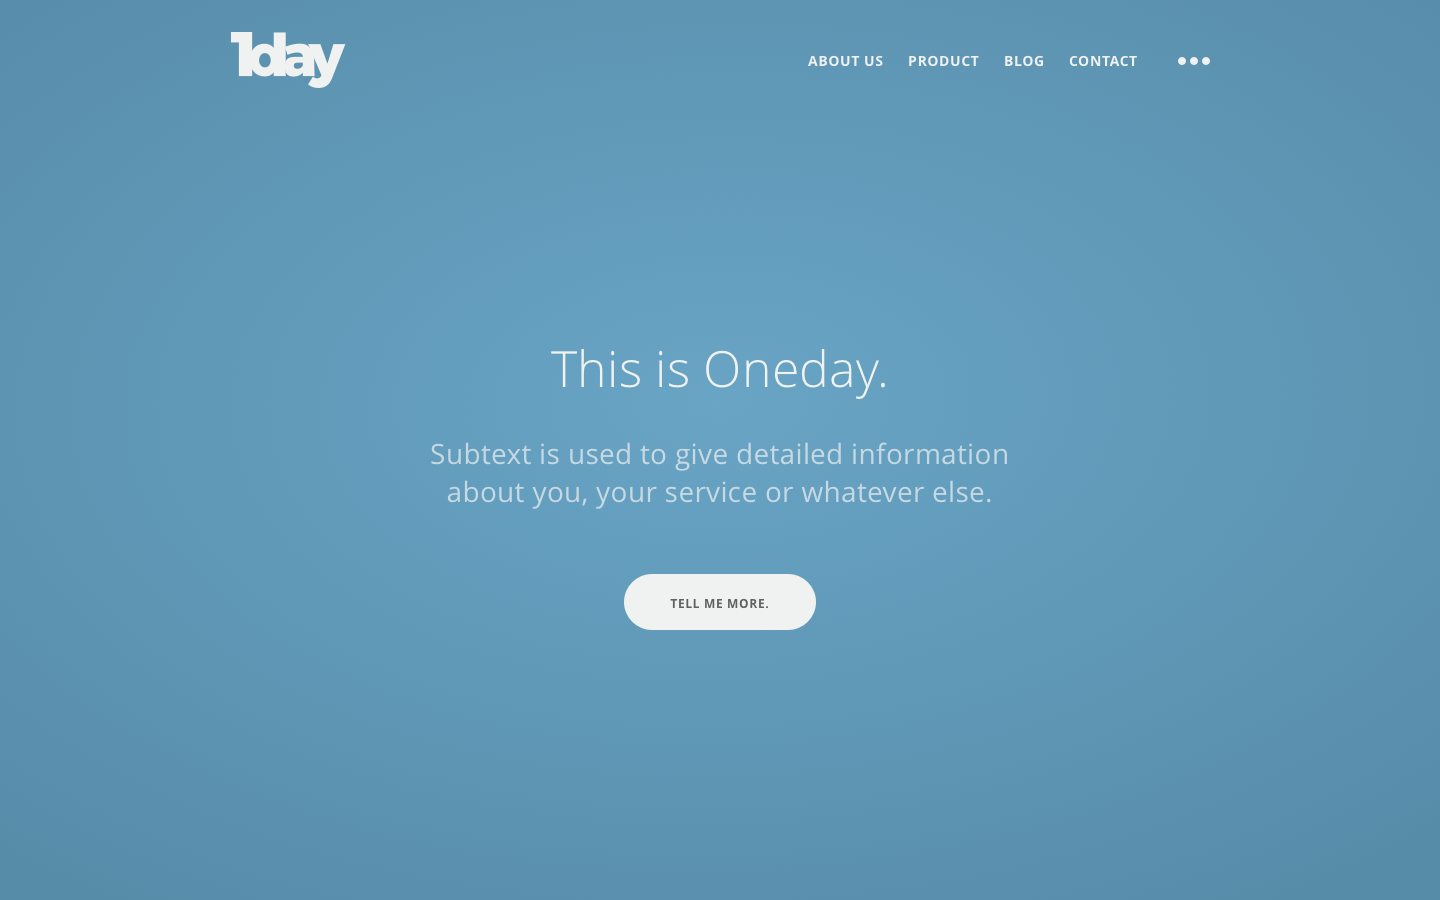 1day
ABOUT US PRODUCT BLOG CONTACT
This is Oneday.
Subtext is used to give detailed information
about you, your service or whatever else.
TELL ME MORE.